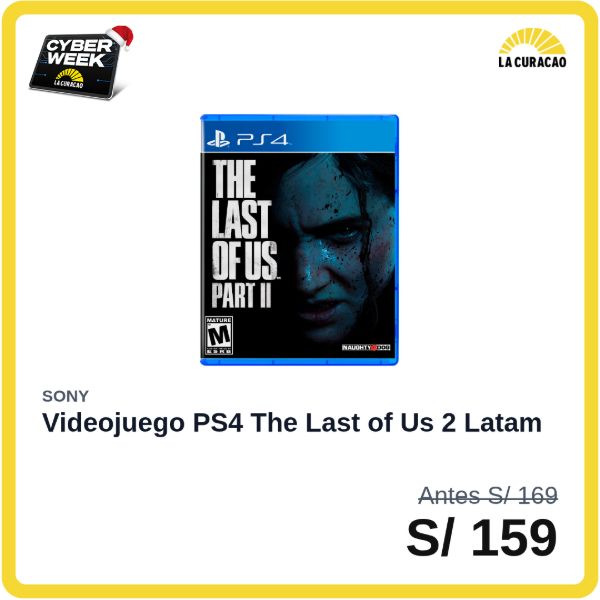 CYBER
WEEK
LA CURACAO
LA CURACAO
PS4
THE
LAST
OF US
PART II
MATURE
M
ESRB
NAUGHTY DOG
SONY
Videojuego PS4 The Last of Us 2 Latam
Antes S/ 169
S/ 159